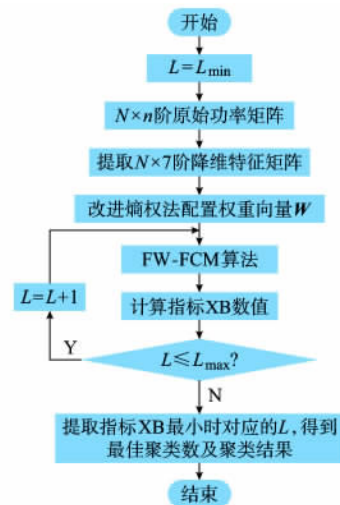 开始
L=Lmin
N×n阶原始功率矩阵
提取N×7阶降维特征矩阵
改进熵权法配置权重向量W
FW-FCM算法
L=L+1
计算指标XB数值
Y
L≤Lmax?
N
提取指标XB最小时对应的L,得到
最佳聚类数及聚类结果
结束